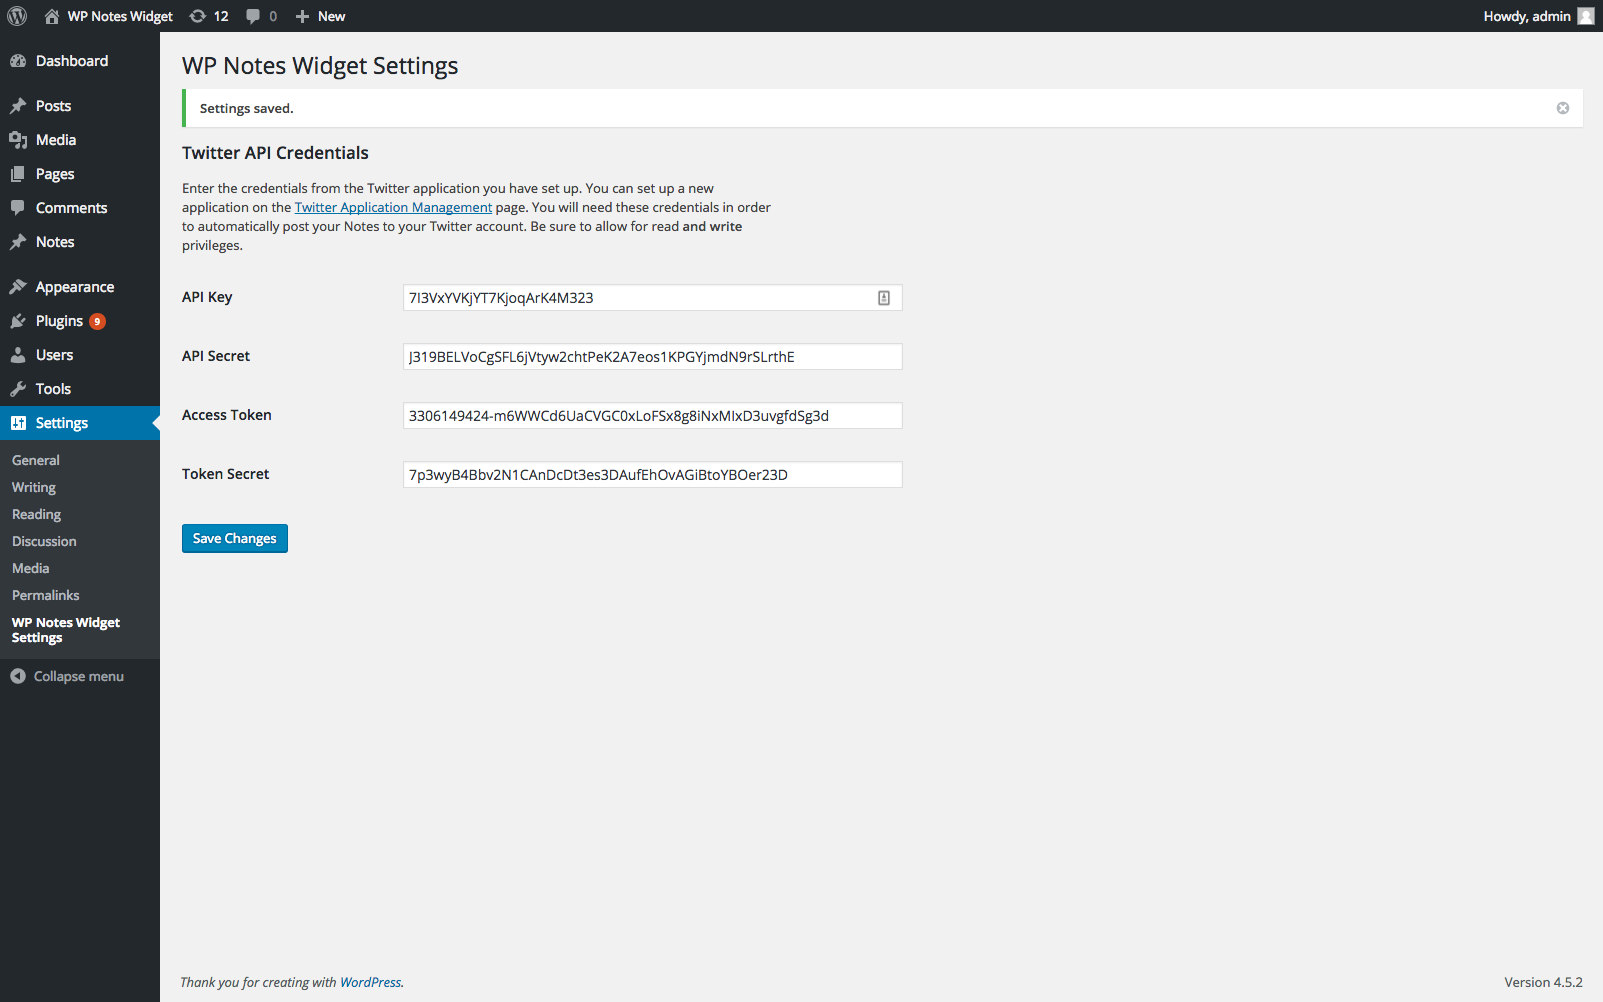 WP Notes Widget 12 0 New Howdy, admin
Dashboard
Posts
Media
Pages
Comments
Notes
Appearance
Plugins 9
Users
Tools
Settings
General
Writing
Reading
Discussion
Media
Permalinks
WP Notes Widget
Settings
Collapse menu
WP Notes Widget Settings
Settings saved.
Twitter API Credentials
Enter the credentials from the Twitter application you have set up. You can set up a new
application on the Twitter Application Management page. You will need these credentials in order
to automatically post your Notes to your Twitter account. Be sure to allow for read and write
privileges.
API Key
7I3VxYVKjYT7KjoqArK4M323
API Secret
J319BELVoCgSFL6jVtyw2chtPeK2A7eos1KPGYjmdN9rSLrthE
Access Token
3306149424-m6WWCd6UaCVGC0xLoFSx8g8iNxMIxD3uvgfdSg3d
Token Secret
7p3wyB4Bbv2N1CAnDcDt3es3DAufEhOvAGiBtoYBOer23D
Save Changes
Thank you for creating with WordPress.
Version 4.5.2